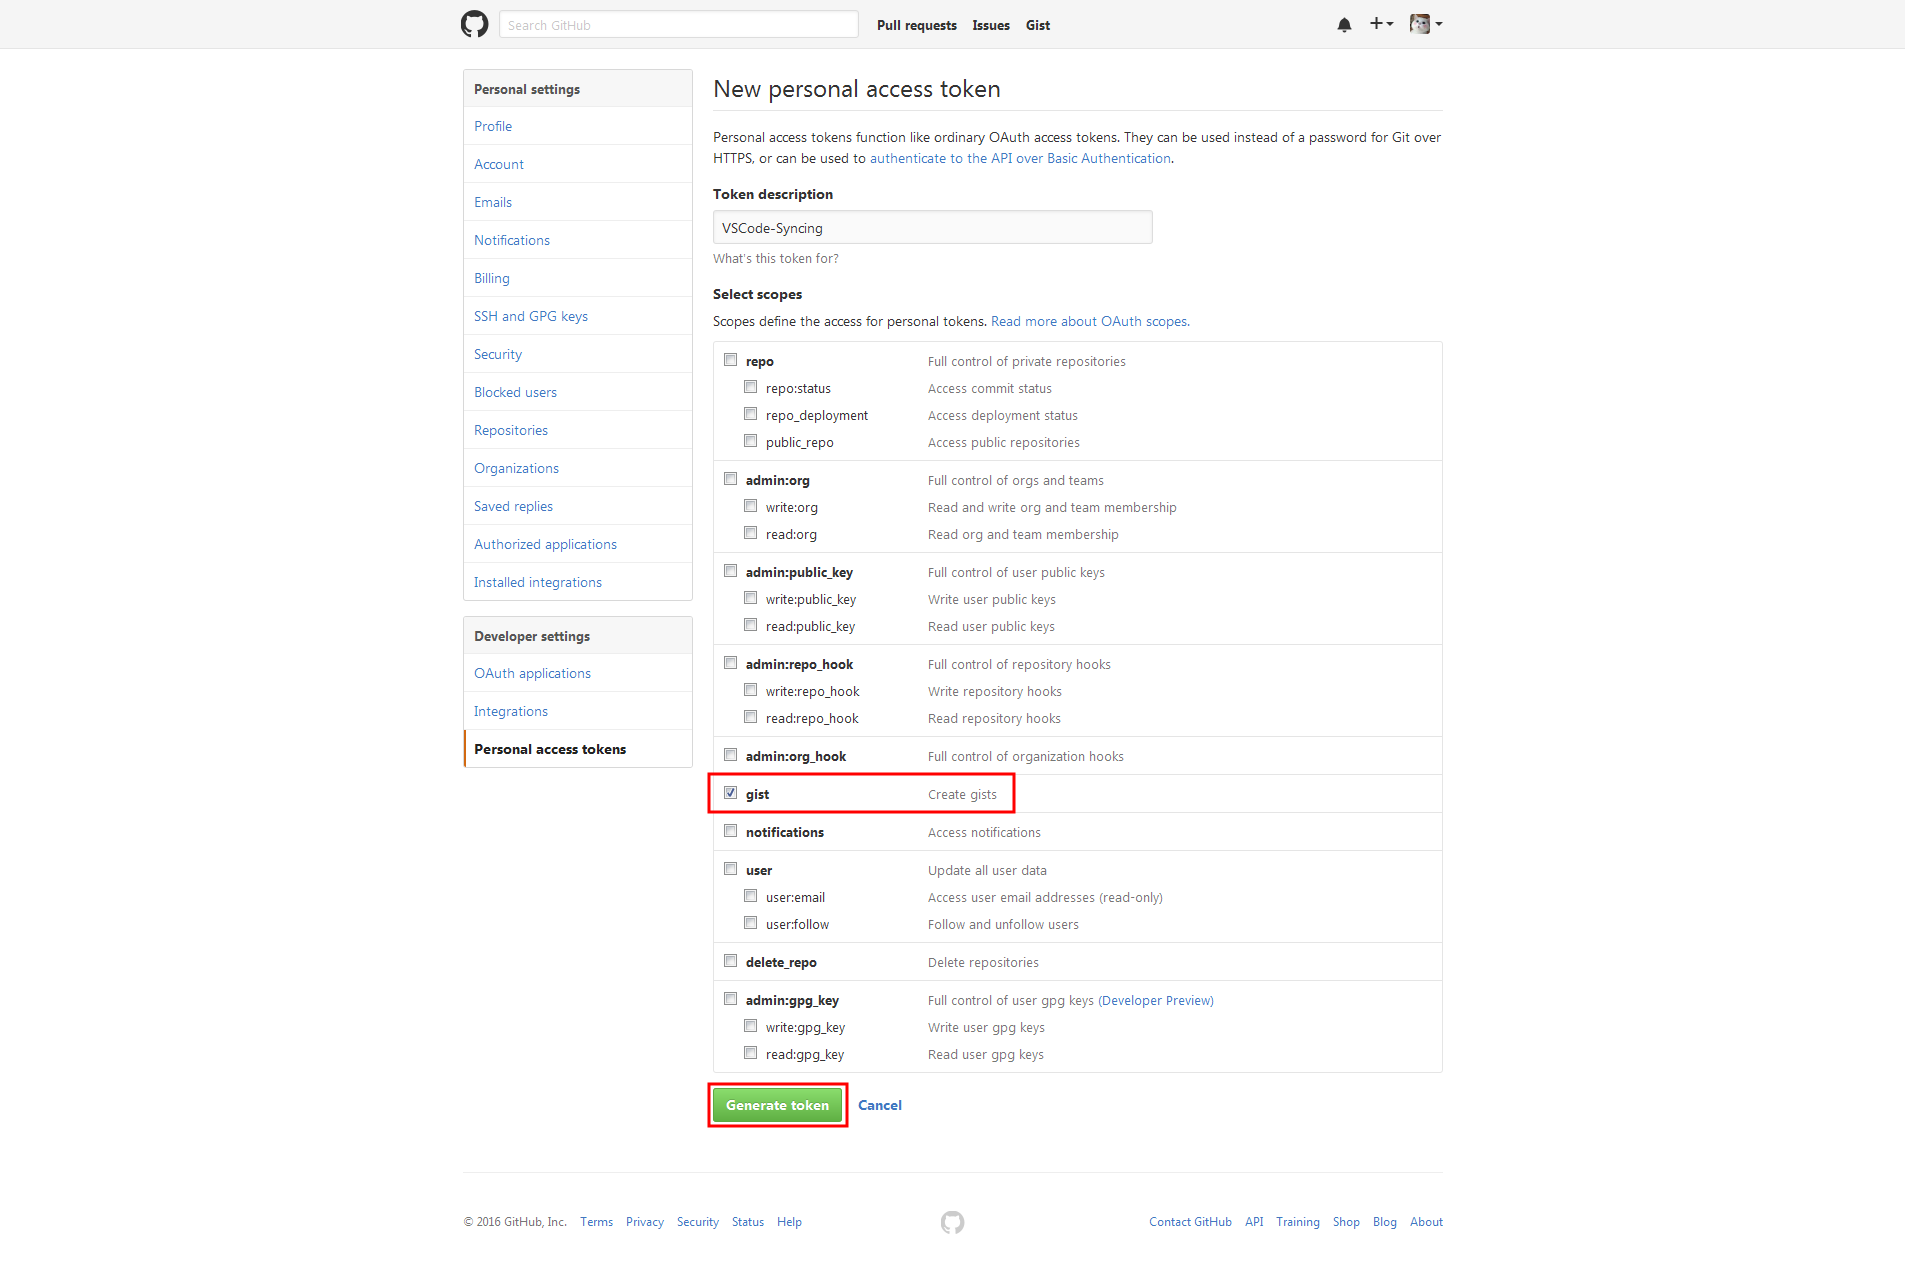 Search GitHub
Pull requests Issues Gist
Personal settings
Profile
Account
Emails
Notifications
Billing
SSH and GPG keys
Security
Blocked users
Repositories
Organizations
Saved replies
Authorized applications
Installed integrations
Developer settings
OAuth applications
Integrations
Personal access tokens
New personal access token
Personal access tokens function like ordinary OAuth access tokens. They can be used instead of a password for Git over
HTTPS, or can be used to authenticate to the API over Basic Authentication.
Token description
VSCode-Syncing
What's this token for?
Select scopes
Scopes define the access for personal tokens. Read more about OAuth scopes.
repo Full control of private repositories
repo:status Access commit status
repo_deployment Access deployment status
public_repo Access public repositories
admin:org Full control of orgs and teams
write:org Read and write org and team membership
read:org Read org and team membership
admin:public_key Full control of user public keys
write:public_key Write user public keys
read:public_key Read user public keys
admin:repo_hook Full control of repository hooks
write:repo_hook Write repository hooks
read:repo_hook Read repository hooks
admin:org_hook Full control of organization hooks
gist Create gists
notifications Access notifications
user Update all user data
user:email Access user email addresses (read-only)
user:follow Follow and unfollow users
delete_repo Delete repositories
admin:gpg_key Full control of user gpg keys (Developer Preview)
write:gpg_key Write user gpg keys
read:gpg_key Read user gpg keys
Generate token Cancel
© 2016 GitHub, Inc. Terms Privacy Security Status Help
Contact GitHub API Training Shop Blog About